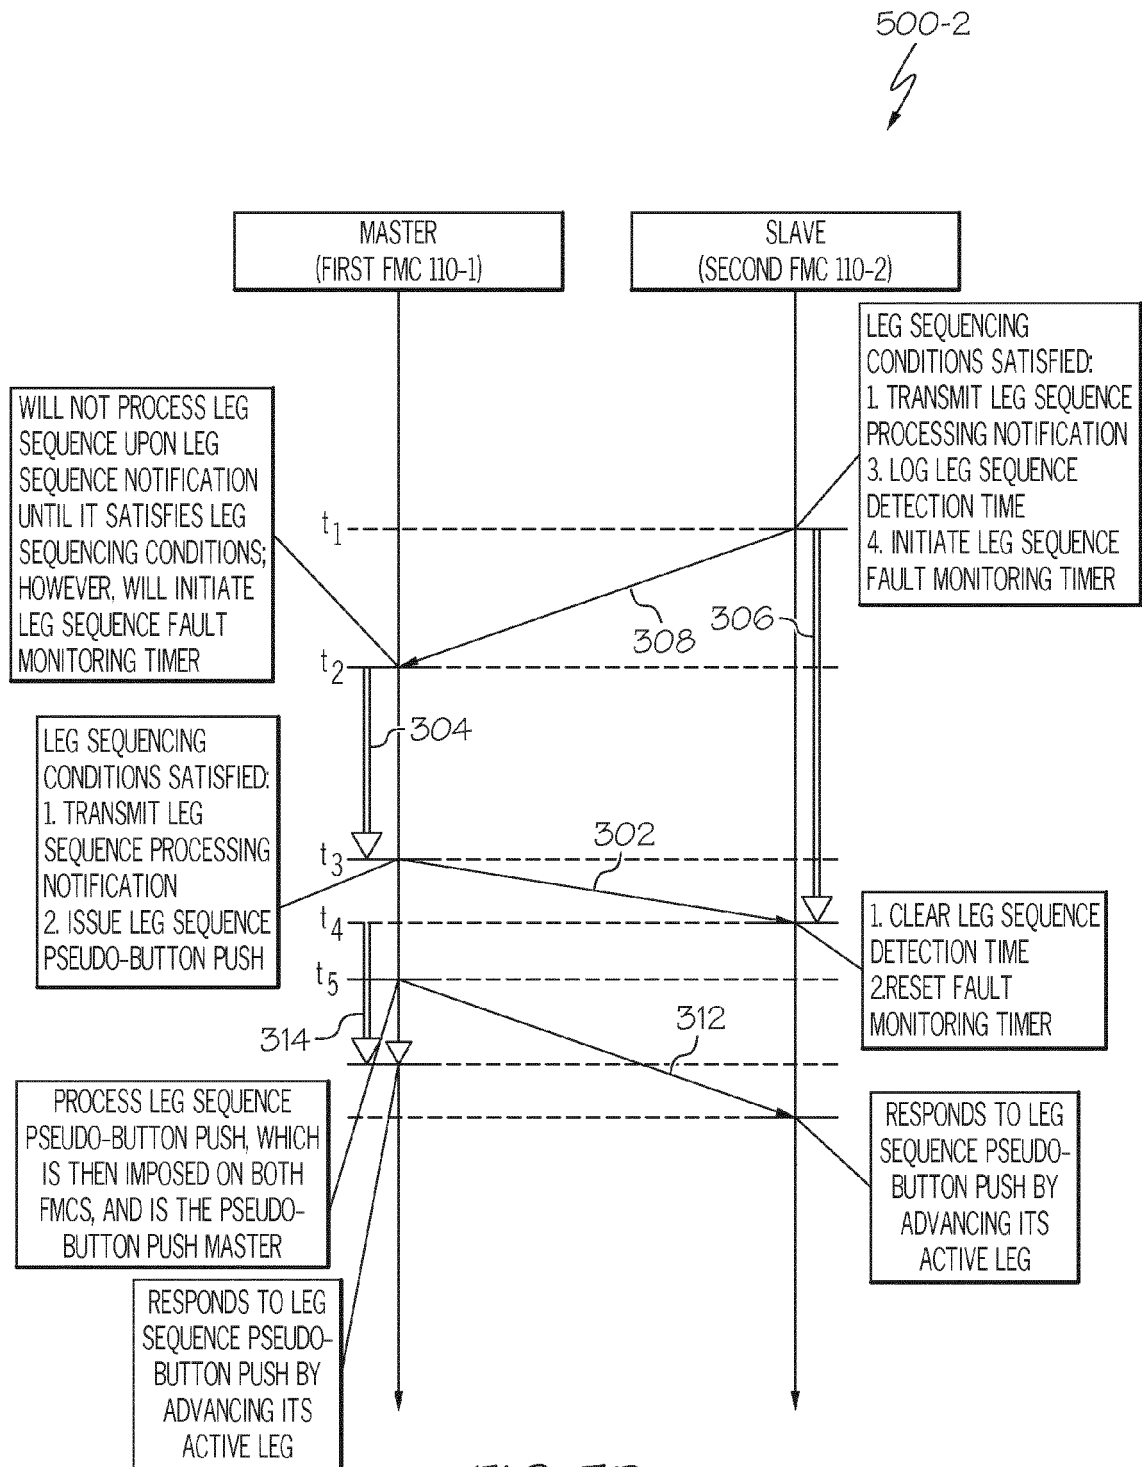 500-2
MASTER
(FIRST FMC 110-1)
SLAVE
(SECOND FMC 110-2)
LEG SEQUENCING
CONDITIONS SATISFIED:
1. TRANSMIT LEG SEQUENCE
PROCESSING NOTIFICATION
3. LOG LEG SEQUENCE
DETECTION TIME
4. INITIATE LEG SEQUENCE
FAULT MONITORING TIMER
WILL NOT PROCESS LEG
SEQUENCE UPON LEG
SEQUENCE NOTIFICATION
UNTIL IT SATISFIES LEG
SEQUENCING CONDITIONS;
HOWEVER, WILL INITIATE
LEG SEQUENCE FAULT
MONITORING TIMER
t1
308
306
t2
304
LEG SEQUENCING
CONDITIONS SATISFIED:
1. TRANSMIT LEG
SEQUENCE PROCESSING
NOTIFICATION
2. ISSUE LEG SEQUENCE
PSEUDO-BUTTON PUSH
t3
302
t4
1. CLEAR LEG SEQUENCE
DETECTION TIME
2.RESET FAULT
MONITORING TIMER
t5
314
312
PROCESS LEG SEQUENCE
PSEUDO-BUTTON PUSH, WHICH
IS THEN IMPOSED ON BOTH
FMCS, AND IS THE PSEUDO-
BUTTON PUSH MASTER
RESPONDS TO LEG
SEQUENCE PSEUDO-
BUTTON PUSH BY
ADVANCING ITS
ACTIVE LEG
RESPONDS TO LEG
SEQUENCE PSEUDO-
BUTTON PUSH BY
ADVANCING ITS
ACTIVE LEG